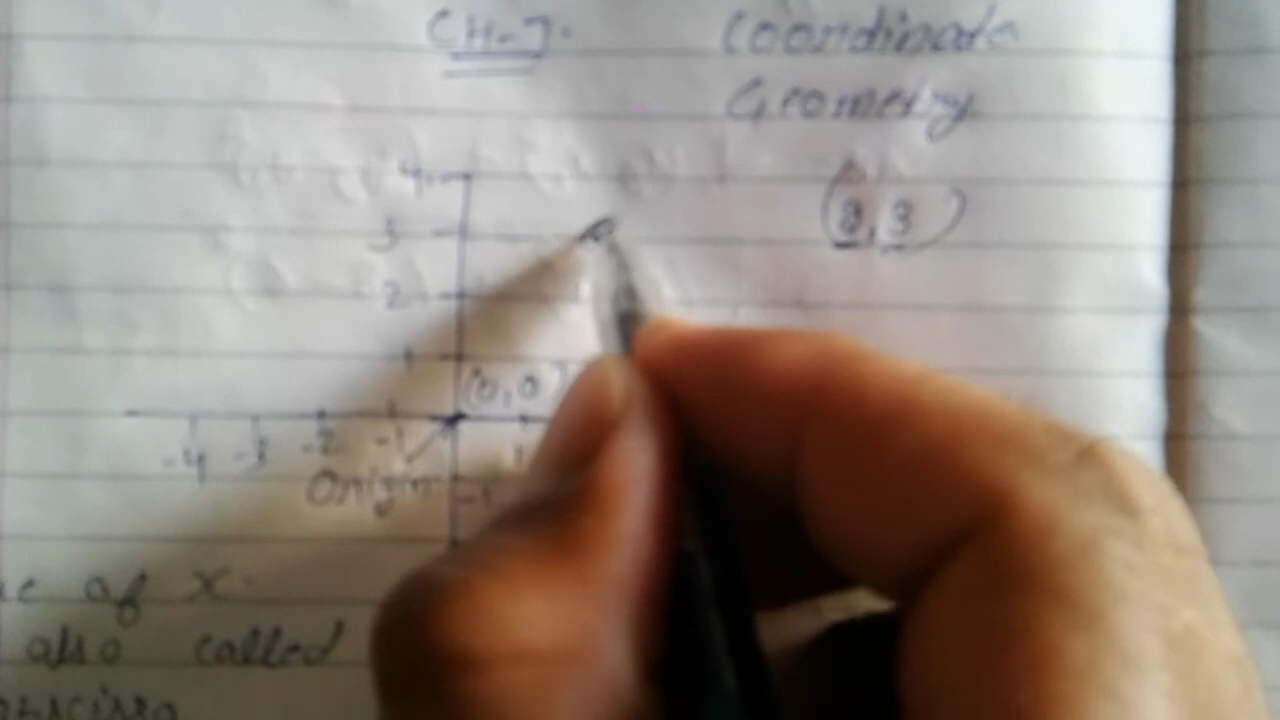 CH-7. Coordinate
Geometry
4
3
(2,3)
2
1
(0,0)
-4 -3 -2 -1 1
Origin -1
of x.
also called